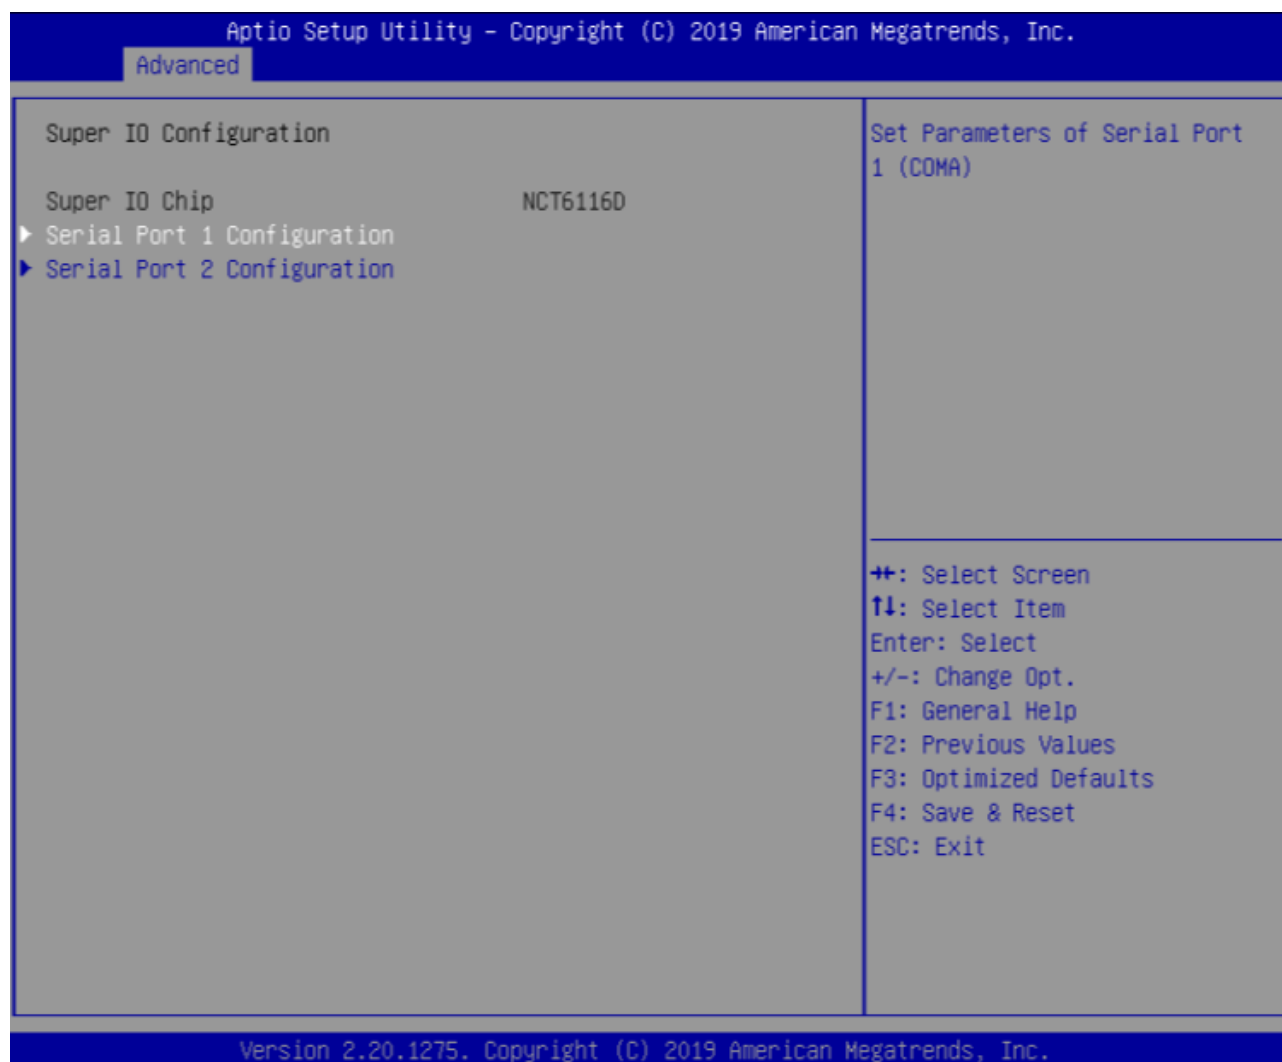 Aptio Setup Utility – Copyright (C) 2019 American Megatrends, Inc.
Advanced
Super IO Configuration
Super IO Chip NCT6116D
Serial Port 1 Configuration
Serial Port 2 Configuration
Set Parameters of Serial Port
1 (COMA)
→←: Select Screen
↑↓: Select Item
Enter: Select
+/-: Change Opt.
F1: General Help
F2: Previous Values
F3: Optimized Defaults
F4: Save & Reset
ESC: Exit
Version 2.20.1275. Copyright (C) 2019 American Megatrends, Inc.